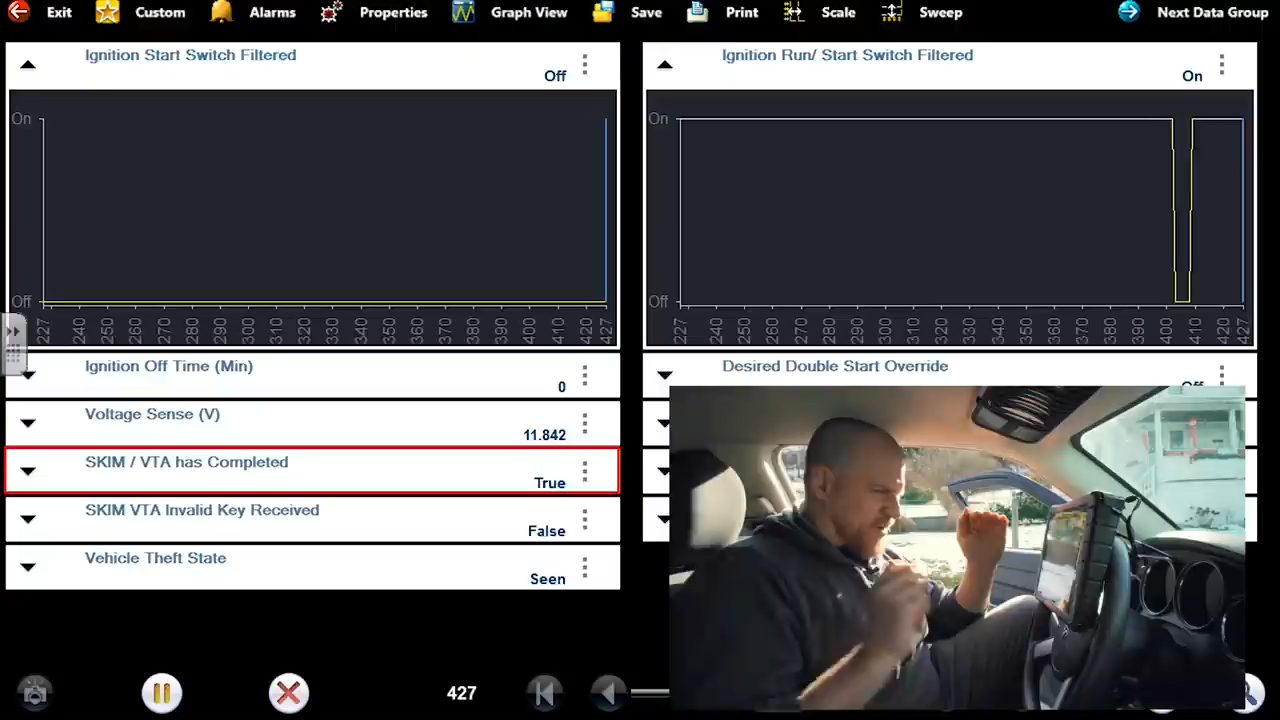 Exit Custom Alarms Properties Graph View Save Print Scale Sweep Next Data Group
Ignition Start Switch Filtered
Off
On
Off
227 240 250 260 270 280 290 300 310 320 330 340 350 360 370 380 390 400 410 427
Ignition Run/ Start Switch Filtered
On
On
Off
227 240 250 260 270 280 290 300 310 320 330 340 350 360 370 380 390 400 410 420 427
Ignition Off Time (Min)
0
Desired Double Start Override
Off
Voltage Sense (V)
11.842
SKIM / VTA has Completed
True
SKIM VTA Invalid Key Received
False
Vehicle Theft State
Seen
427